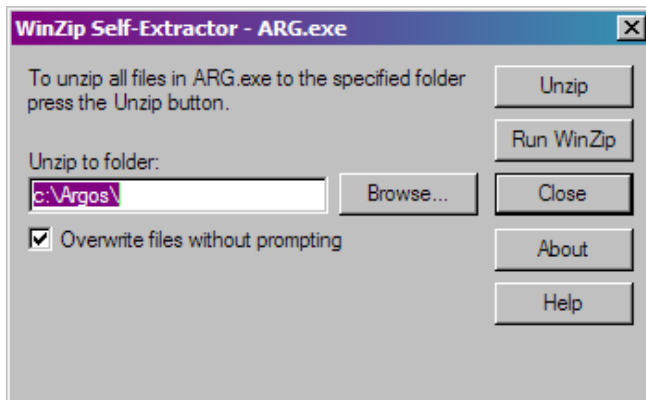 WinZip Self-Extractor - ARG.exe
To unzip all files in ARG.exe to the specified folder
press the Unzip button.
Unzip to folder:
c:\Argos\
Browse...
Overwrite files without prompting
Unzip
Run WinZip
Close
About
Help